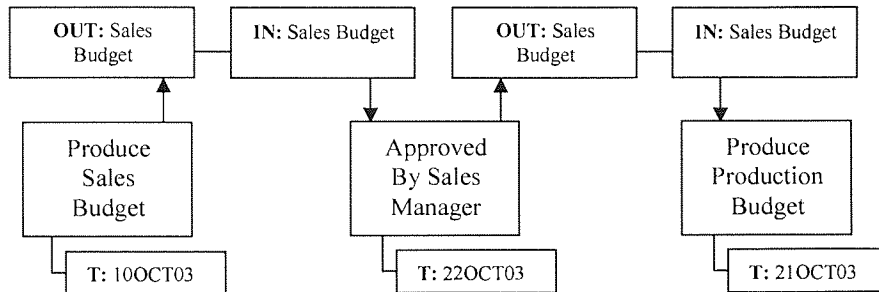 OUT: Sales
Budget
IN: Sales Budget
OUT: Sales
Budget
IN: Sales Budget
Produce
Sales
Budget
Approved
By Sales
Manager
Produce
Production
Budget
T: 10OCT03
T: 22OCT03
T: 21OCT03